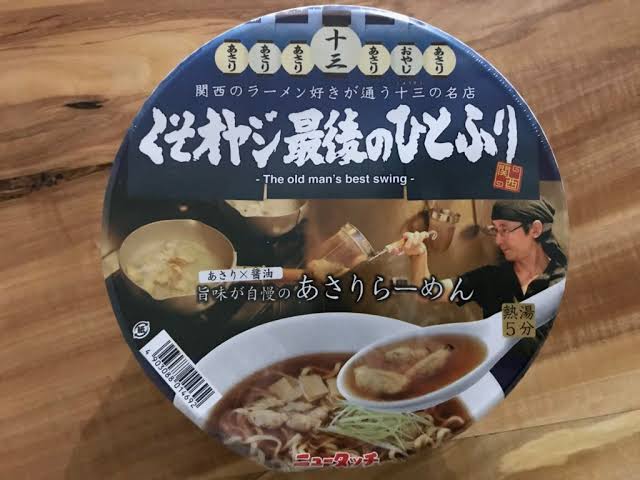 あさり
あさり
あさり
十三
あさり
おやじ
あさり
関西のラーメン好きが通う十三の名店
くそオヤジ最後のひとふり
- The old man's best swing -
関西
あさり×醤油
旨味が自慢のあさりらーめん
熱湯
5分
4 903088 014692
ニュータッチ